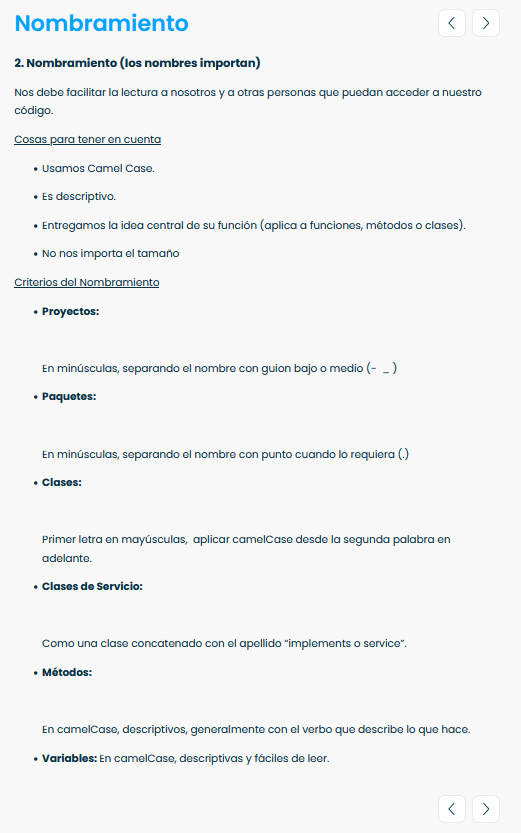 Nombramiento
2. Nombramiento (los nombres importan)
Nos debe facilitar la lectura a nosotros y a otras personas que puedan acceder a nuestro
código.
Cosas para tener en cuenta
• Usamos Camel Case.
• Es descriptivo.
• Entregamos la idea central de su función (aplica a funciones, métodos o clases).
• No nos importa el tamaño
Criterios del Nombramiento
• Proyectos:
En minúsculas, separando el nombre con guion bajo o medio (- _ )
• Paquetes:
En minúsculas, separando el nombre con punto cuando lo requiera (.)
• Clases:
Primer letra en mayúsculas, aplicar camelCase desde la segunda palabra en
adelante.
• Clases de Servicio:
Como una clase concatenado con el apellido “implements o service”.
• Métodos:
En camelCase, descriptivos, generalmente con el verbo que describe lo que hace.
• Variables: En camelCase, descriptivas y fáciles de leer.